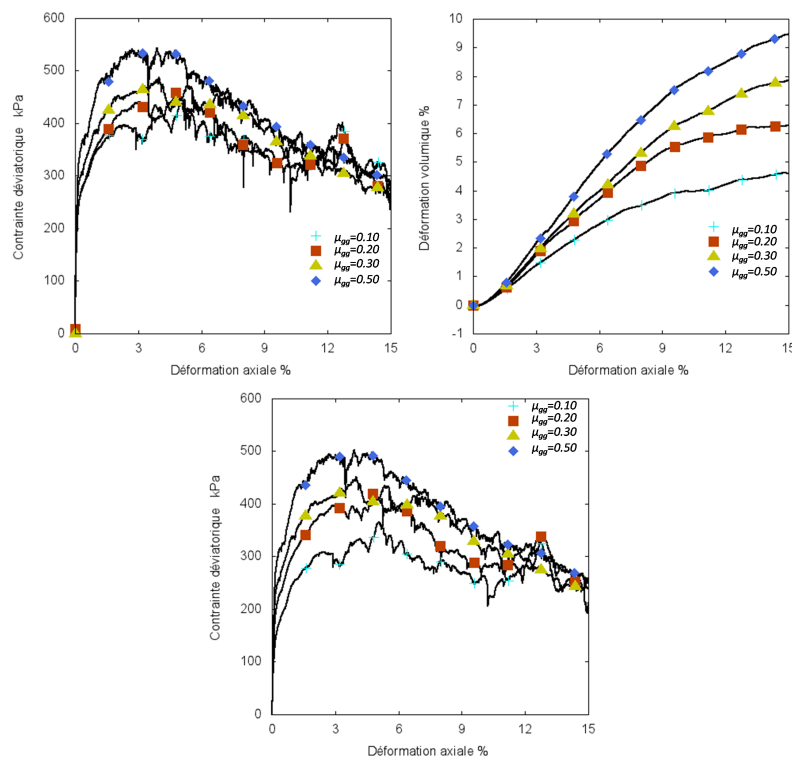 600
500
400
300
200
100
0
Contrainte déviatorique kPa
0 3 6 9 12 15
Déformation axiale %
μgg=0.10
μgg=0.20
μgg=0.30
μgg=0.50
10
9
8
7
6
5
4
3
2
1
0
-1
Déformation volumique %
0 3 6 9 12 15
Déformation axiale %
μgg=0.10
μgg=0.20
μgg=0.30
μgg=0.50
600
500
400
300
200
100
0
Contrainte déviatorique kPa
0 3 6 9 12 15
Déformation axiale %
μgg=0.10
μgg=0.20
μgg=0.30
μgg=0.50